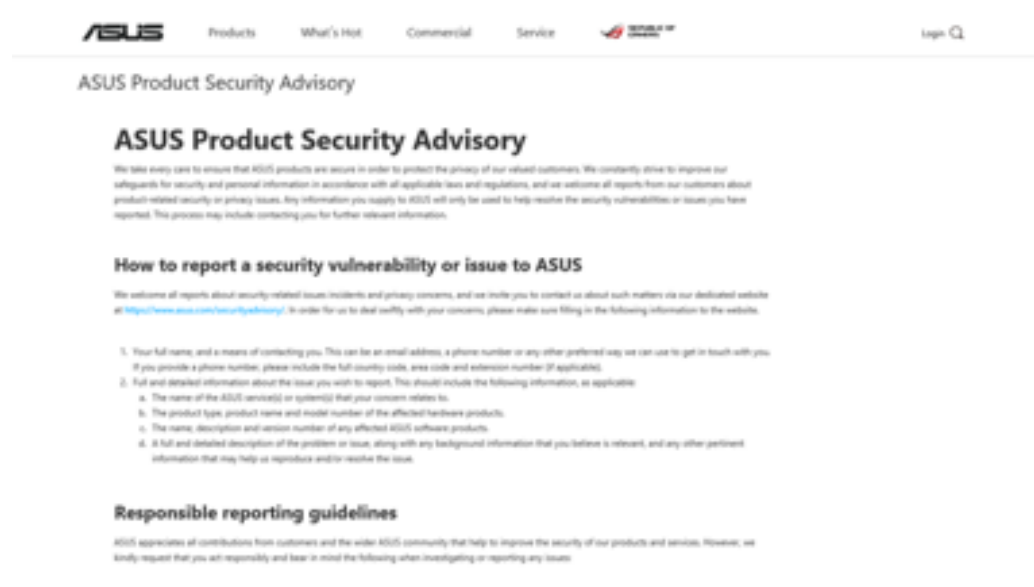 ASUS Products What's Hot Commercial Service REPUBLIC OF GAMERS Login
ASUS Product Security Advisory
ASUS Product Security Advisory
We take every care to ensure that ASUS products are secure in order to protect the privacy of our valued customers. We constantly strive to improve our
safeguards for security and personal information in accordance with all applicable laws and regulations, and we welcome all reports from our customers about
product-related security or privacy issues. Any information you supply to ASUS will only be used to help resolve the security vulnerabilities or issues you have
reported. This process may include contacting you for further relevant information.
How to report a security vulnerability or issue to ASUS
We welcome all reports about security-related issues incidents and privacy concerns, and we invite you to contact us about such matters via our dedicated website
at https://www.asus.com/securityadvisory/. In order for us to deal swiftly with your concerns, please make sure filling in the following information to the website.
1. Your full name, and a means of contacting you. This can be an email address, a phone number or any other preferred way we can use to get in touch with you.
If you provide a phone number, please include the full country code, area code and extension number (if applicable).
2. Full and detailed information about the issue you wish to report. This should include the following information, as applicable:
a. The name of the ASUS service(s) or system(s) that your concern relates to.
b. The product type, product name and model number of the affected hardware products.
c. The name, description and version number of any affected ASUS software products.
d. A full and detailed description of the problem or issue, along with any background information that you believe is relevant, and any other pertinent
information that may help us reproduce and/or resolve the issue.
Responsible reporting guidelines
ASUS appreciates all contributions from customers and the wider ASUS community that help to improve the security of our products and services. However, we
kindly request that you act responsibly and bear in mind the following when investigating or reporting any issues: